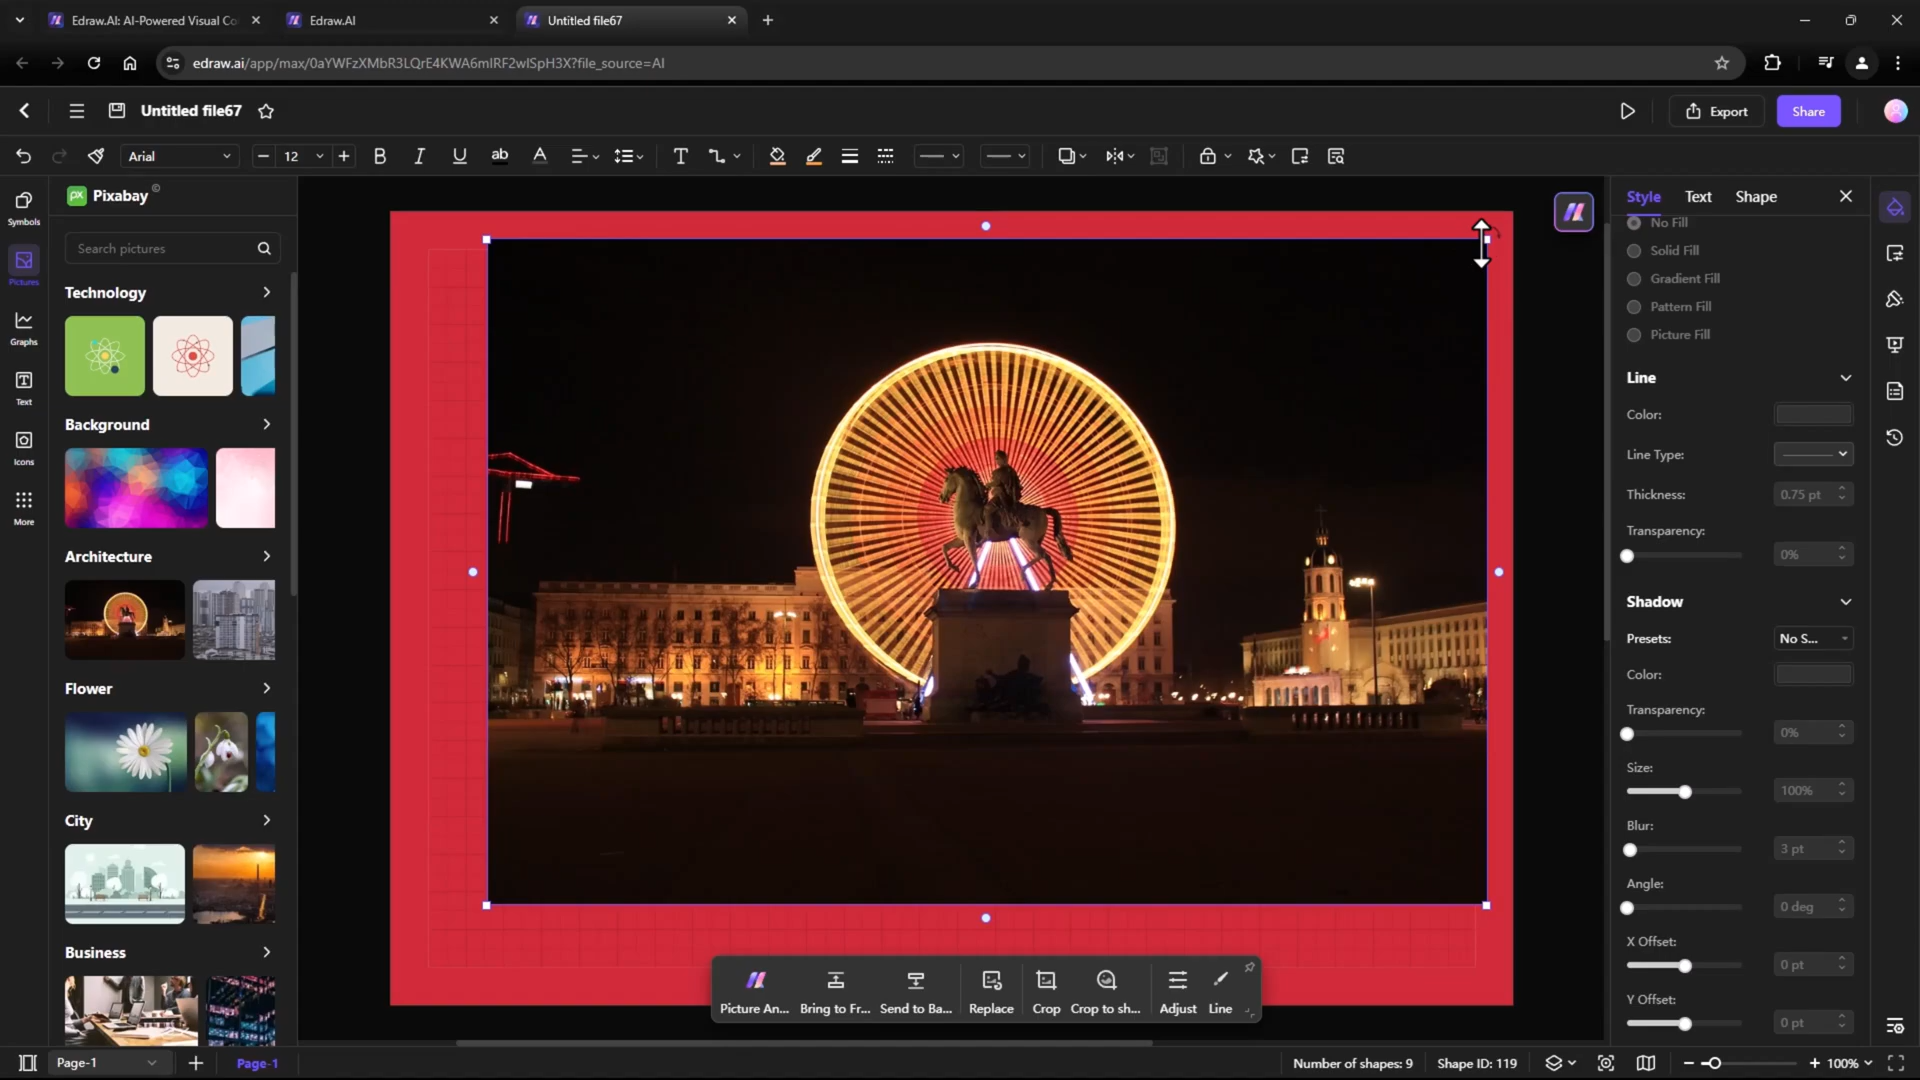 Edraw.AI: AI-Powered Visual Co
Edraw.AI
Untitled file67
edraw.ai/app/max/0aYWFzXMbR3LQrE4KWA6mIRF2wISpH3X?file_source=AI
Untitled file67
Export
Share
Arial
12
Symbols
Pictures
Graphs
Text
Icons
More
Pixabay ©
Search pictures
Technology
Background
Architecture
Flower
City
Business
Picture An...
Bring to Fr...
Send to Ba...
Replace
Crop
Crop to sh...
Adjust
Line
Style
Text
Shape
No Fill
Solid Fill
Gradient Fill
Pattern Fill
Picture Fill
Line
Color:
Line Type:
Thickness:
0.75 pt
Transparency:
0%
Shadow
Presets:
No S...
Color:
Transparency:
0%
Size:
100%
Blur:
3 pt
Angle:
0 deg
X Offset:
0 pt
Y Offset:
0 pt
Page-1
Page-1
Number of shapes: 9
Shape ID: 119
100%